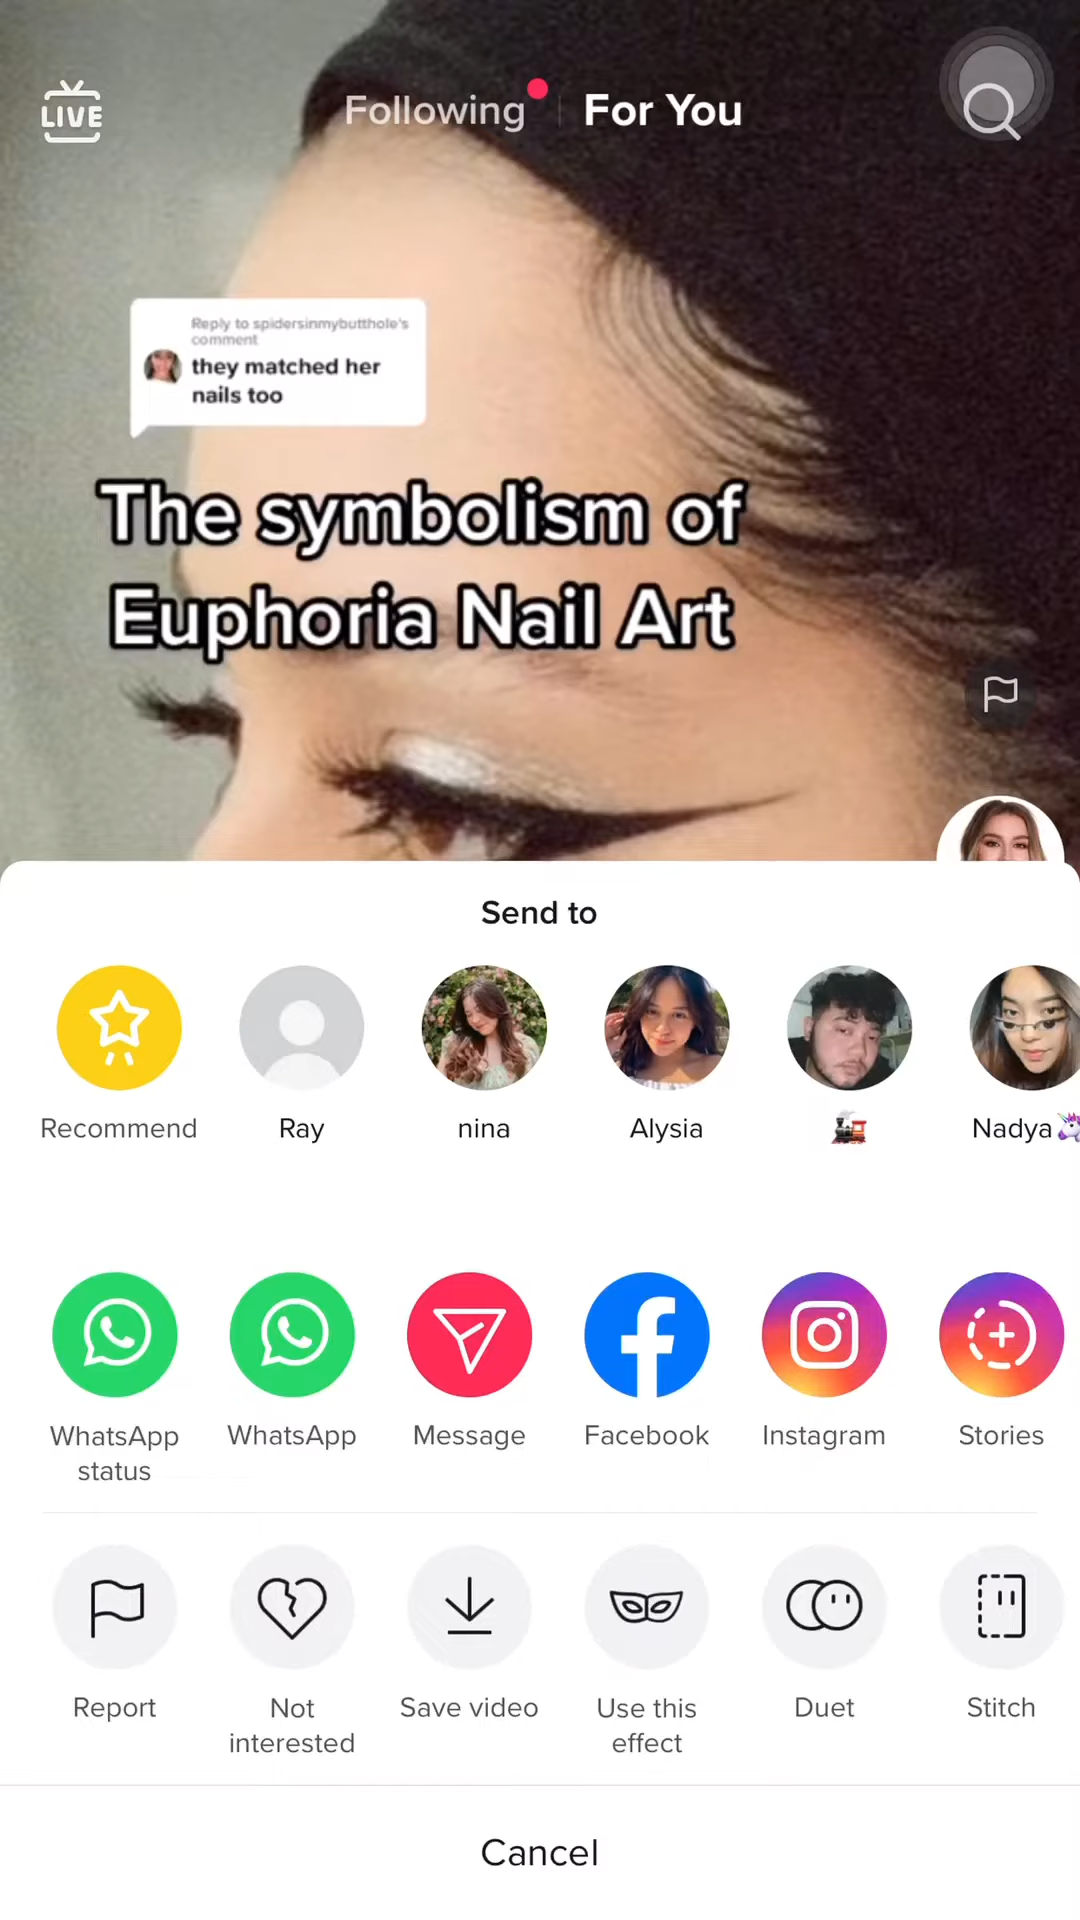 LIVE
Following
For You
Reply to spidersinmybutthole's
comment
they matched her
nails too
The symbolism of
Euphoria Nail Art
Send to
Recommend
Ray
nina
Alysia
🚂
Nadya🦄
WhatsApp
status
WhatsApp
Message
Facebook
Instagram
Stories
Report
Not
interested
Save video
Use this
effect
Duet
Stitch
Cancel